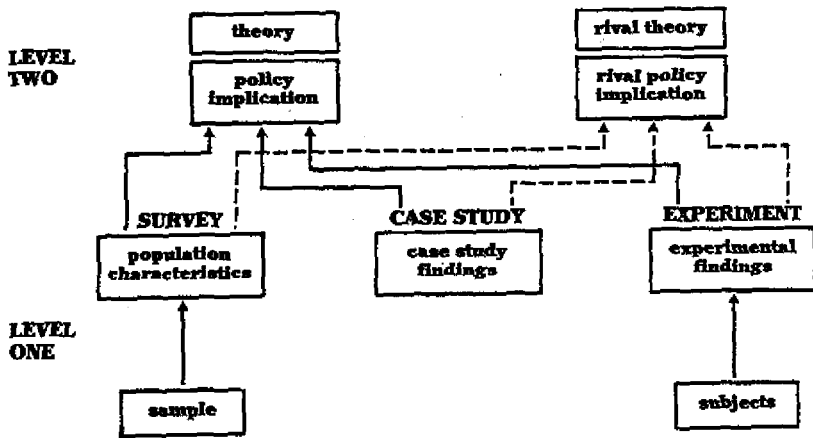 theory
rival theory
LEVEL
TWO
policy
implication
rival policy
implication
SURVEY
CASE STUDY
EXPERIMENT
population
characteristics
case study
findings
experimental
findings
LEVEL
ONE
sample
subjects